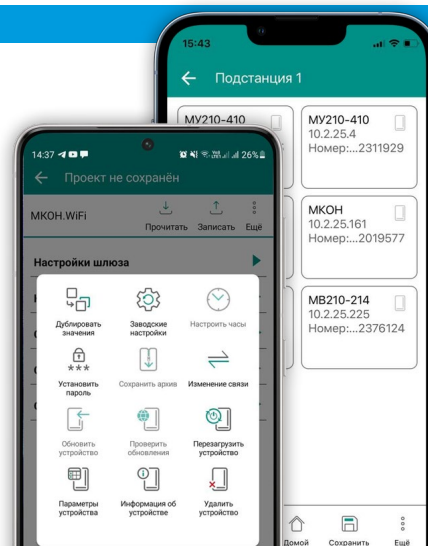 15:43
Подстанция 1
МУ210-410
10.2.25.4
Номер:...2311929
МКОН
10.2.25.161
Номер:...2019577
МВ210-214
10.2.25.225
Номер:...2376124
Домой
Сохранить
Ещё
МУ210-410
14:37
26%
Проект не сохранён
МКОН.WiFi
Прочитать
Записать
Ещё
Настройки шлюза
Дублировать
значения
Заводские
настройки
Настроить часы
Установить
пароль
Сохранить архив
Изменение связи
Обновить
устройство
Проверить
обновления
Перезагрузить
устройство
Параметры
устройства
Информация об
устройстве
Удалить
устройство